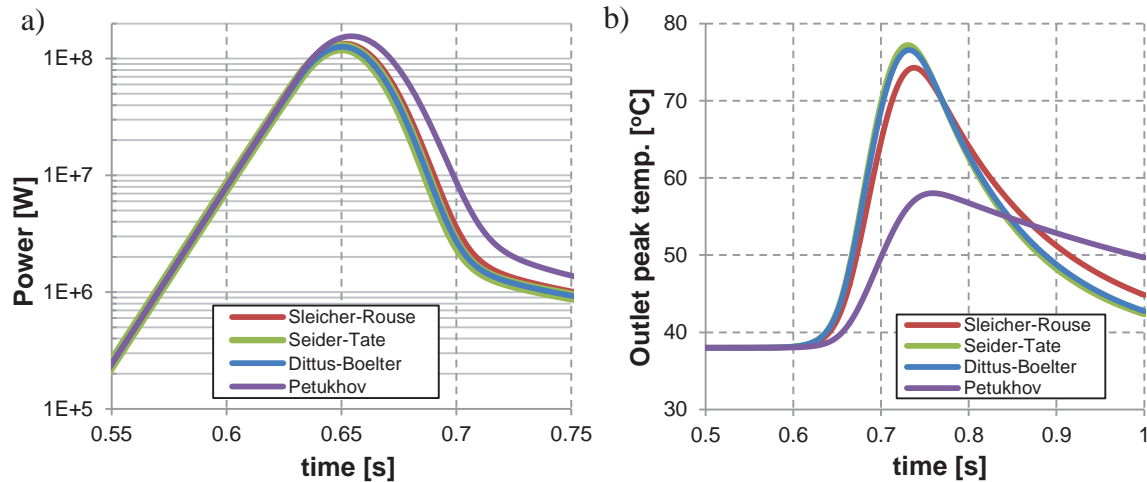 a)
Power [W]
1E+8
1E+7
1E+6
1E+5
Sleicher-Rouse
Seider-Tate
Dittus-Boelter
Petukhov
0.55 0.6 0.65 0.7 0.75
time [s]
b)
Outlet peak temp. [ºC]
80
70
60
50
40
30
Sleicher-Rouse
Seider-Tate
Dittus-Boelter
Petukhov
0.5 0.6 0.7 0.8 0.9 1
time [s]